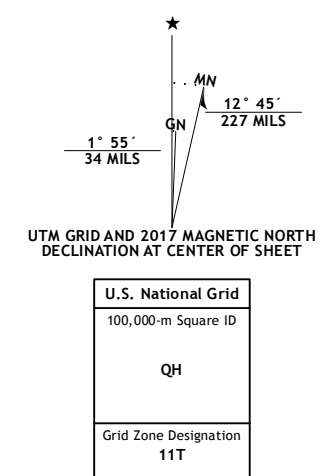 ★
MN
12° 45´
227 MILS
GN
1° 55´
34 MILS
UTM GRID AND 2017 MAGNETIC NORTH
DECLINATION AT CENTER OF SHEET
U.S. National Grid
100,000-m Square ID
QH
Grid Zone Designation
11T